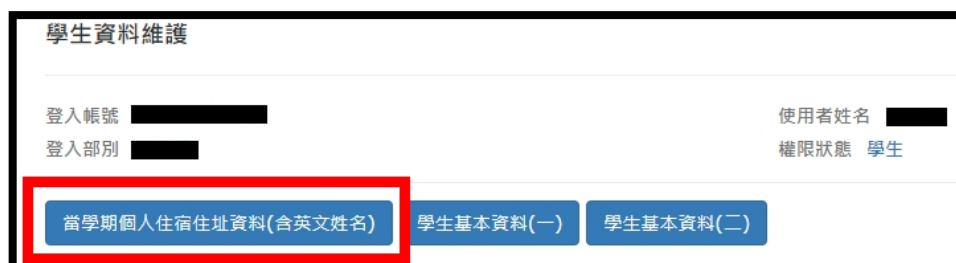 學生資料維護
登入帳號 使用者姓名
登入部別 權限狀態 學生
當學期個人住宿住址資料(含英文姓名) 學生基本資料(一) 學生基本資料(二)